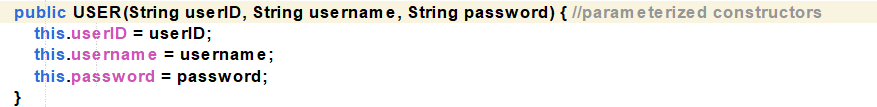 public USER(String userID, String username, String password) { //parameterized constructors
this.userID = userID;
this.username = username;
this.password = password;
}